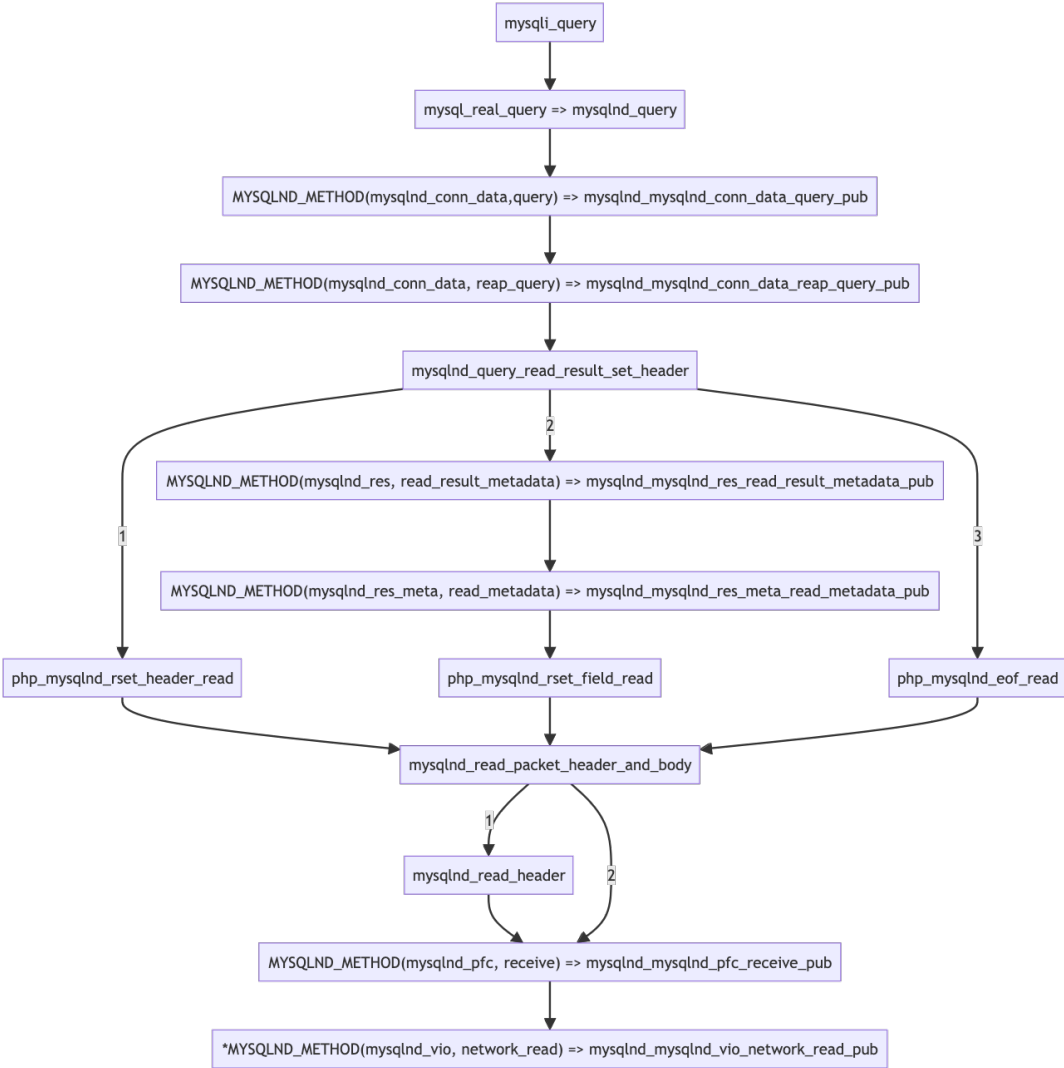 mysqli_query
mysql_real_query => mysqlnd_query
MYSQLND_METHOD(mysqlnd_conn_data,query) => mysqlnd_mysqlnd_conn_data_query_pub
MYSQLND_METHOD(mysqlnd_conn_data, reap_query) => mysqlnd_mysqlnd_conn_data_reap_query_pub
mysqlnd_query_read_result_set_header
2
MYSQLND_METHOD(mysqlnd_res, read_result_metadata) => mysqlnd_mysqlnd_res_read_result_metadata_pub
1
3
MYSQLND_METHOD(mysqlnd_res_meta, read_metadata) => mysqlnd_mysqlnd_res_meta_read_metadata_pub
php_mysqlnd_rset_header_read
php_mysqlnd_rset_field_read
php_mysqlnd_eof_read
mysqlnd_read_packet_header_and_body
1
mysqlnd_read_header
2
MYSQLND_METHOD(mysqlnd_pfc, receive) => mysqlnd_mysqlnd_pfc_receive_pub
*MYSQLND_METHOD(mysqlnd_vio, network_read) => mysqlnd_mysqlnd_vio_network_read_pub